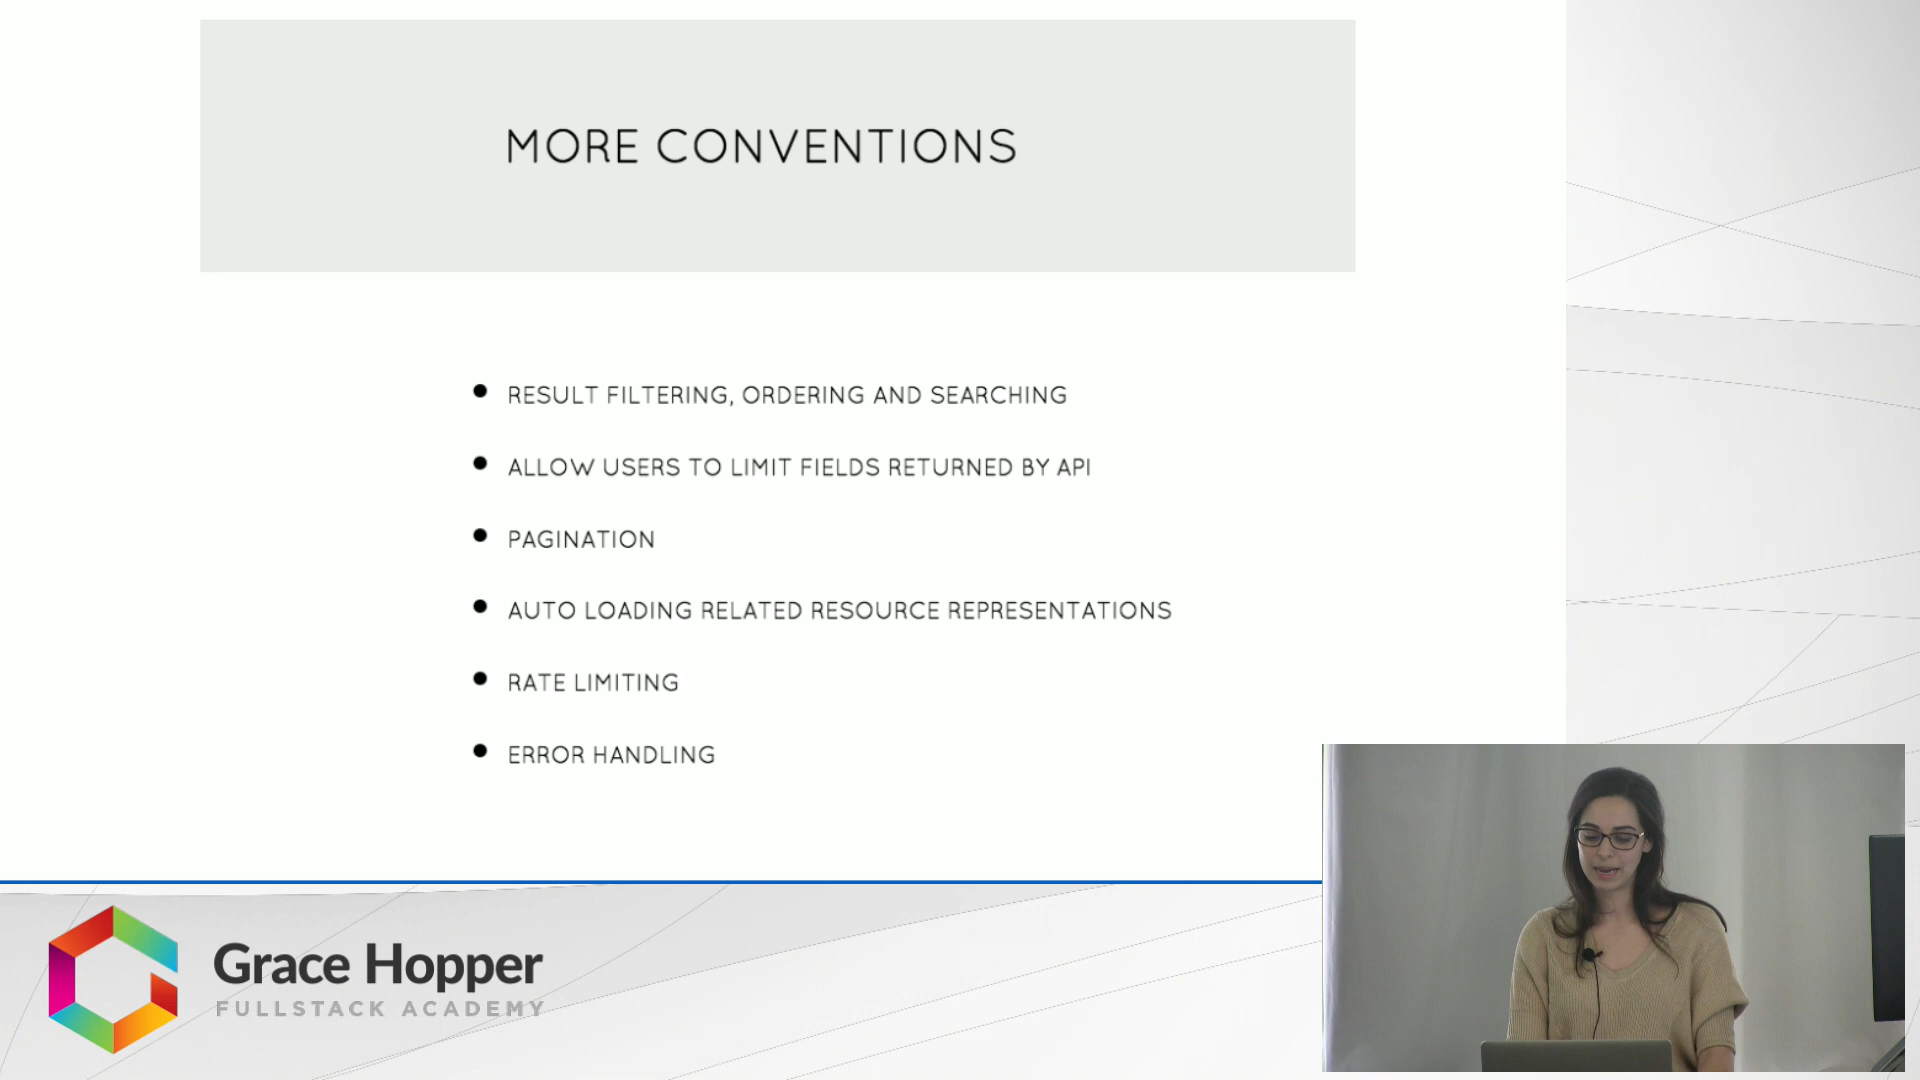 MORE CONVENTIONS
RESULT FILTERING, ORDERING AND SEARCHING
ALLOW USERS TO LIMIT FIELDS RETURNED BY API
PAGINATION
AUTO LOADING RELATED RESOURCE REPRESENTATIONS
RATE LIMITING
ERROR HANDLING
Grace Hopper
FULLSTACK ACADEMY